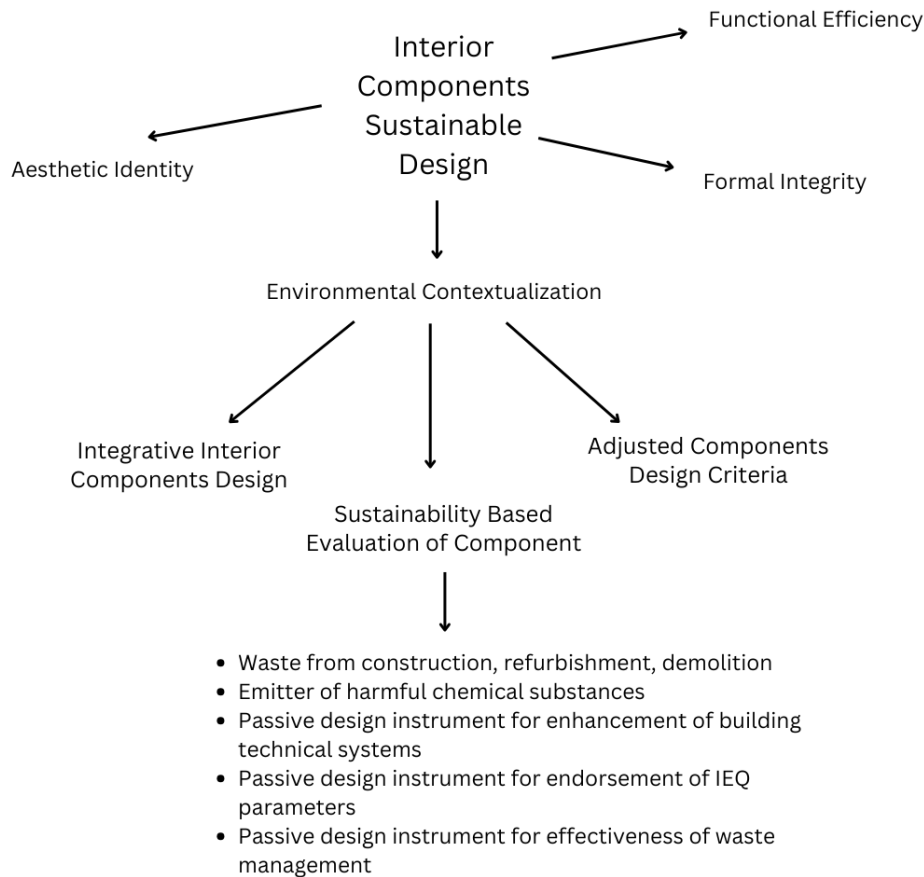 Functional Efficiency
Interior
Components
Sustainable
Design
Aesthetic Identity
Formal Integrity
Environmental Contextualization
Integrative Interior
Components Design
Adjusted Components
Design Criteria
Sustainability Based
Evaluation of Component
• Waste from construction, refurbishment, demolition
• Emitter of harmful chemical substances
• Passive design instrument for enhancement of building
technical systems
• Passive design instrument for endorsement of IEQ
parameters
• Passive design instrument for effectiveness of waste
management